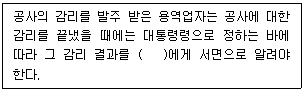 공사의 감리를 발주 받은 용역업자는 공사에 대한
감리를 끝냈을 때에는 대통령령으로 정하는 바에
따라 그 감리 결과를 (   )에게 서면으로 알려야
한다.